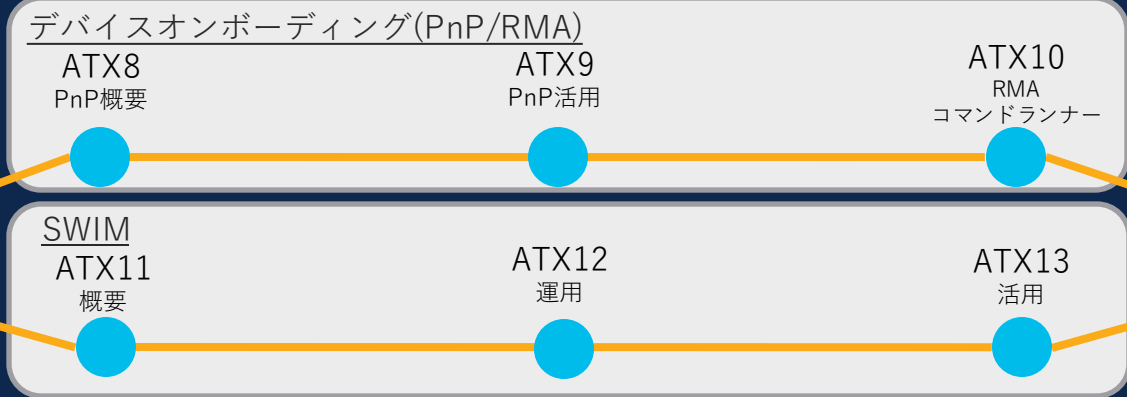 デバイスオンボーディング(PnP/RMA)
ATX8
PnP概要
ATX9
PnP活用
ATX10
RMA
コマンドランナー
SWIM
ATX11
概要
ATX12
運用
ATX13
活用